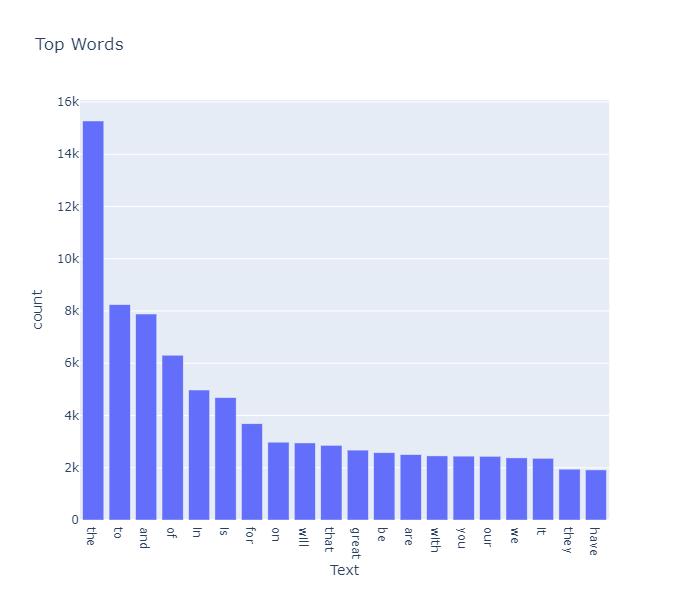 Top Words
16k
14k
12k
10k
8k
6k
4k
2k
0
count
the
to
and
of
In
Is
for
on
will
that
great
be
are
with
you
our
we
It
they
have
Text